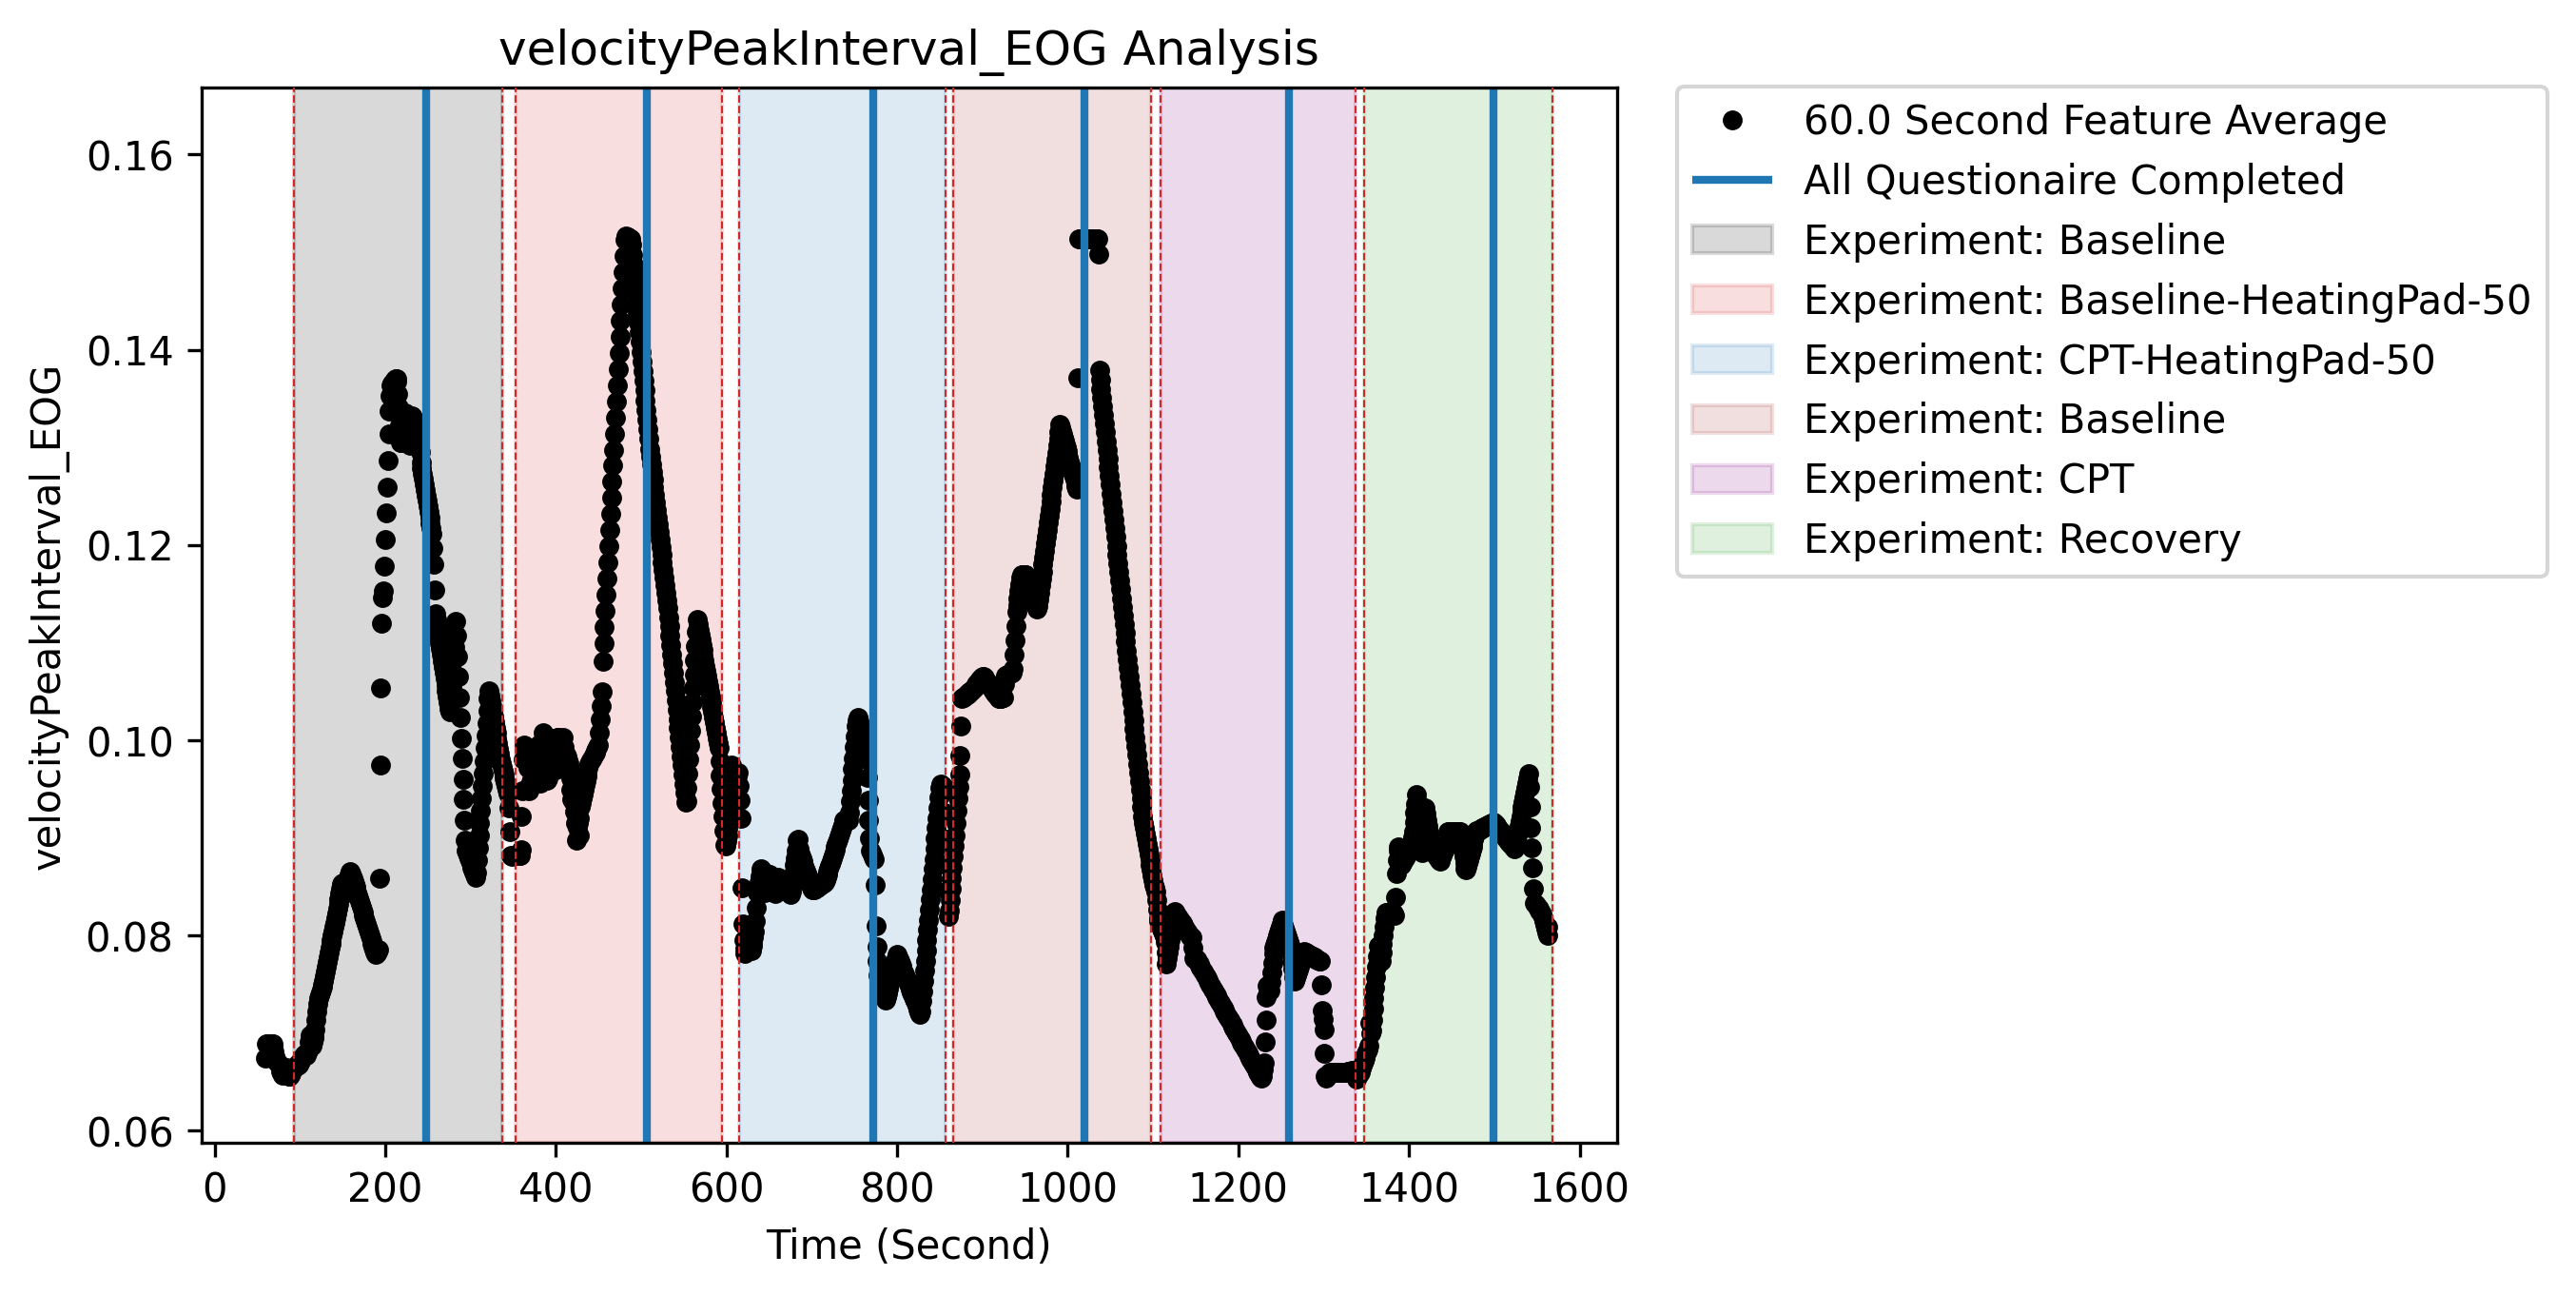 velocityPeakInterval_EOG Analysis
velocityPeakInterval_EOG
0.16
0.14
0.12
0.10
0.08
0.06
0 200 400 600 800 1000 1200 1400 1600
Time (Second)
60.0 Second Feature Average
All Questionaire Completed
Experiment: Baseline
Experiment: Baseline-HeatingPad-50
Experiment: CPT-HeatingPad-50
Experiment: Baseline
Experiment: CPT
Experiment: Recovery